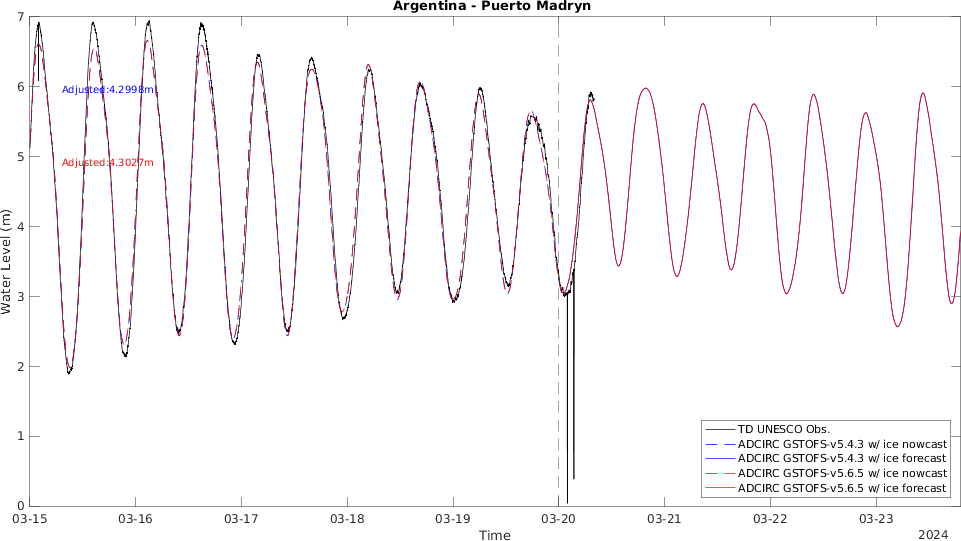 Argentina - Puerto Madryn
7
6
5
4
3
2
1
0
Water Level (m)
Adjusted:4.2998m
Adjusted:4.3027m
TD UNESCO Obs.
ADCIRC GSTOFS-v5.4.3 w/ ice nowcast
ADCIRC GSTOFS-v5.4.3 w/ ice forecast
ADCIRC GSTOFS-v5.6.5 w/ ice nowcast
ADCIRC GSTOFS-v5.6.5 w/ ice forecast
03-15 03-16 03-17 03-18 03-19 03-20 03-21 03-22 03-23
Time
2024